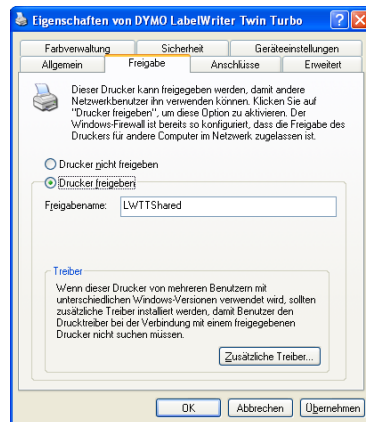 Eigenschaften von DYMO LabelWriter Twin Turbo
Farbverwaltung Sicherheit Geräteeinstellungen
Allgemein Freigabe Anschlüsse Erweitert
Dieser Drucker kann freigegeben werden, damit andere
Netzwerkbenutzer ihn verwenden können. Klicken Sie auf
"Drucker freigeben", um diese Option zu aktivieren. Der
Windows-Firewall ist bereits so konfiguriert, dass die Freigabe des
Druckers für andere Computer im Netzwerk zugelassen ist.
Drucker nicht freigeben
Drucker freigeben
Freigabename: LWTTShared
Treiber
Wenn dieser Drucker von mehreren Benutzern mit
unterschiedlichen Windows-Versionen verwendet wird, sollten
zusätzliche Treiber installiert werden, damit Benutzer den
Drucktreiber bei der Verbindung mit einem freigegebenen
Drucker nicht suchen müssen.
Zusätzliche Treiber...
OK Abbrechen Übernehmen